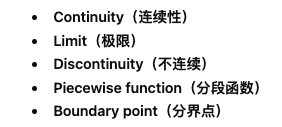 • Continuity（连续性）
• Limit（极限）
• Discontinuity（不连续）
• Piecewise function（分段函数）
• Boundary point（分界点）